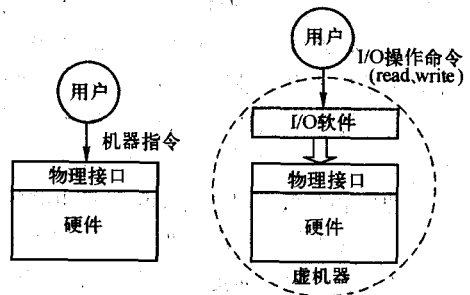 用户
机器指令
物理接口
硬件
用户
I/O操作命令
(read、write)
I/O软件
物理接口
硬件
虚机器